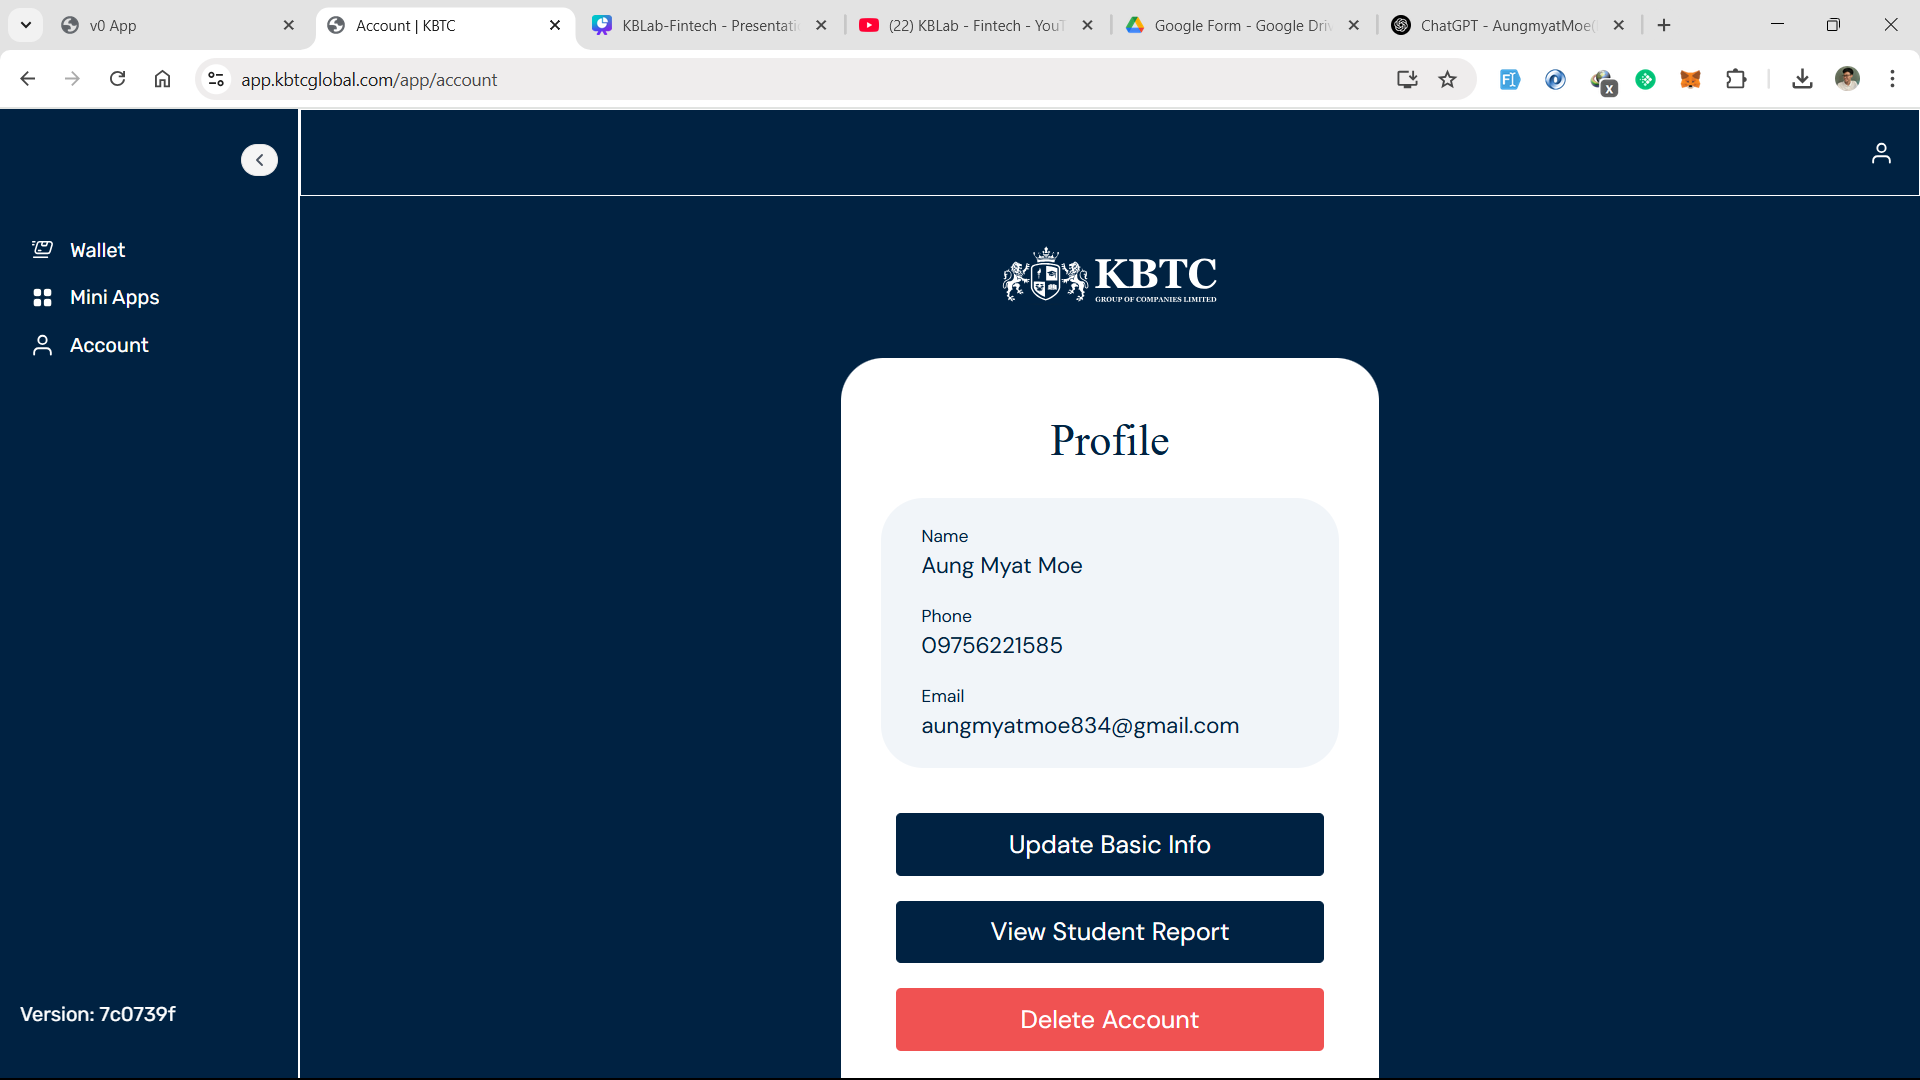 v0 App
Account | KBTC
KBLab-Fintech - Presentati
(22) KBLab - Fintech - YouT
Google Form - Google Driv
ChatGPT - AungmyatMoe(
app.kbtcglobal.com/app/account
X
Wallet
Mini Apps
Account
KBTC
GROUP OF COMPANIES LIMITED
Profile
Name
Aung Myat Moe
Phone
09756221585
Email
aungmyatmoe834@gmail.com
Update Basic Info
View Student Report
Delete Account
Version: 7c0739f